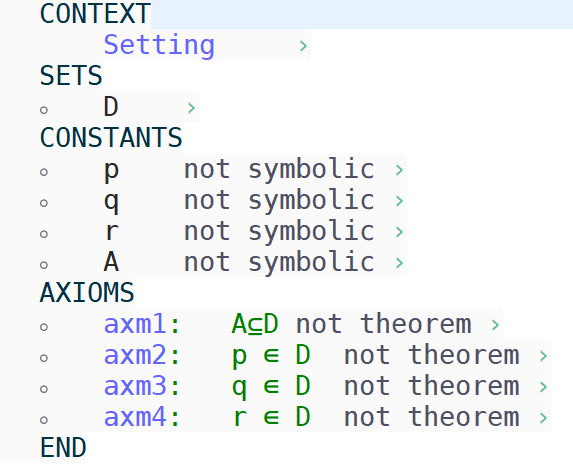 CONTEXT
Setting ›
SETS
◦ D ›
CONSTANTS
◦ p not symbolic ›
◦ q not symbolic ›
◦ r not symbolic ›
◦ A not symbolic ›
AXIOMS
◦ axm1: A⊆D not theorem ›
◦ axm2: p ∈ D not theorem ›
◦ axm3: q ∈ D not theorem ›
◦ axm4: r ∈ D not theorem ›
END